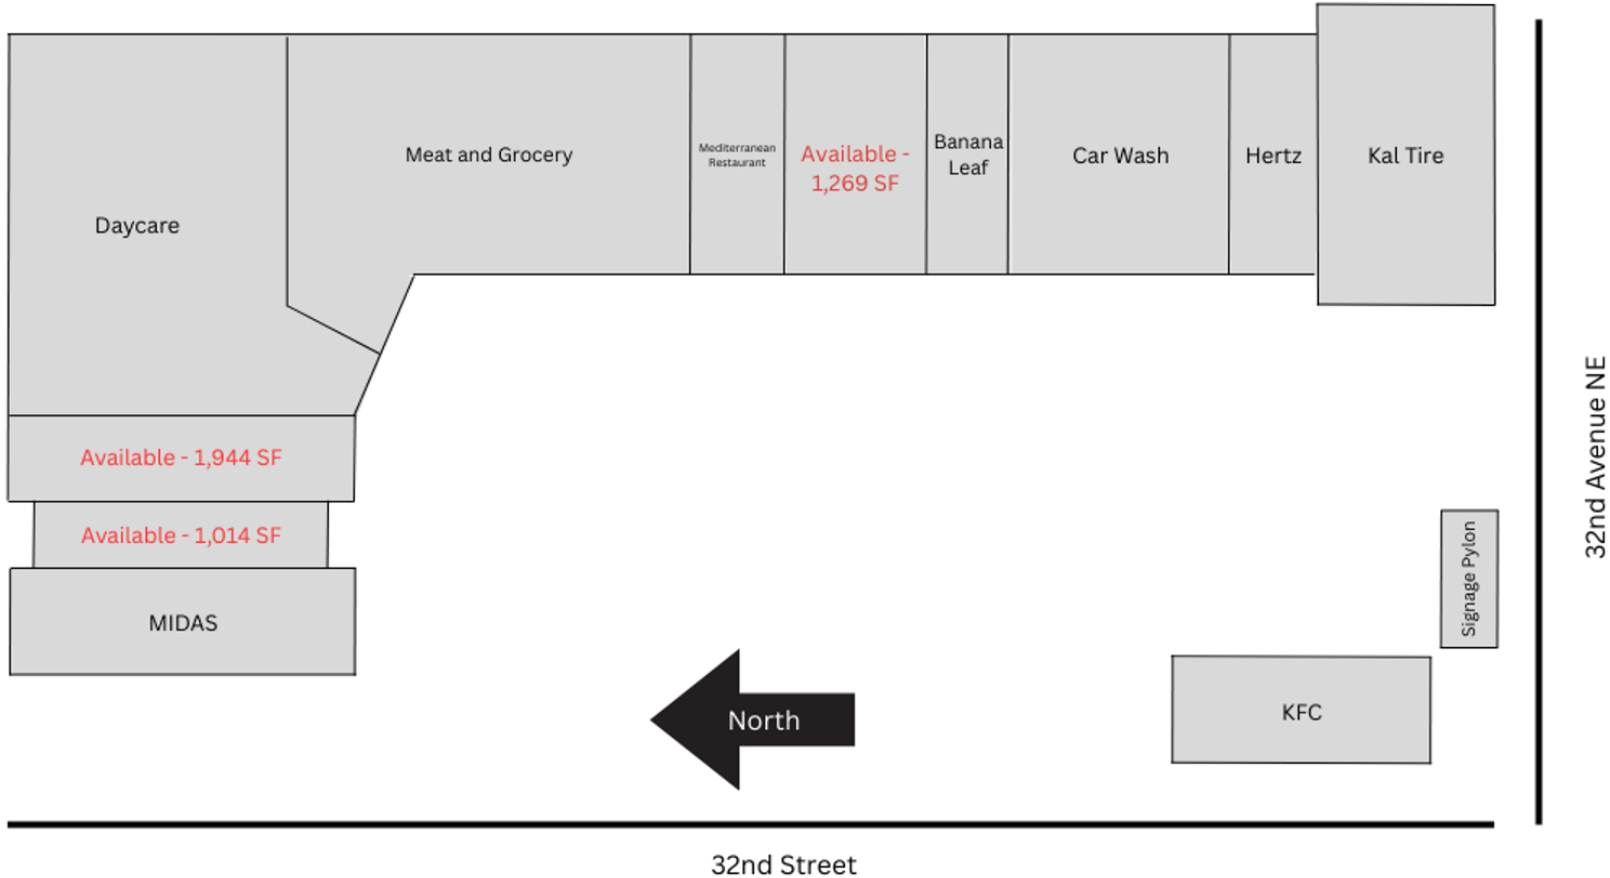 Daycare
Meat and Grocery
Mediterranean
Restaurant
Available -
1,269 SF
Banana
Leaf
Car Wash
Hertz
Kal Tire
Available - 1,944 SF
Available - 1,014 SF
MIDAS
North
KFC
Signage Pylon
32nd Avenue NE
32nd Street